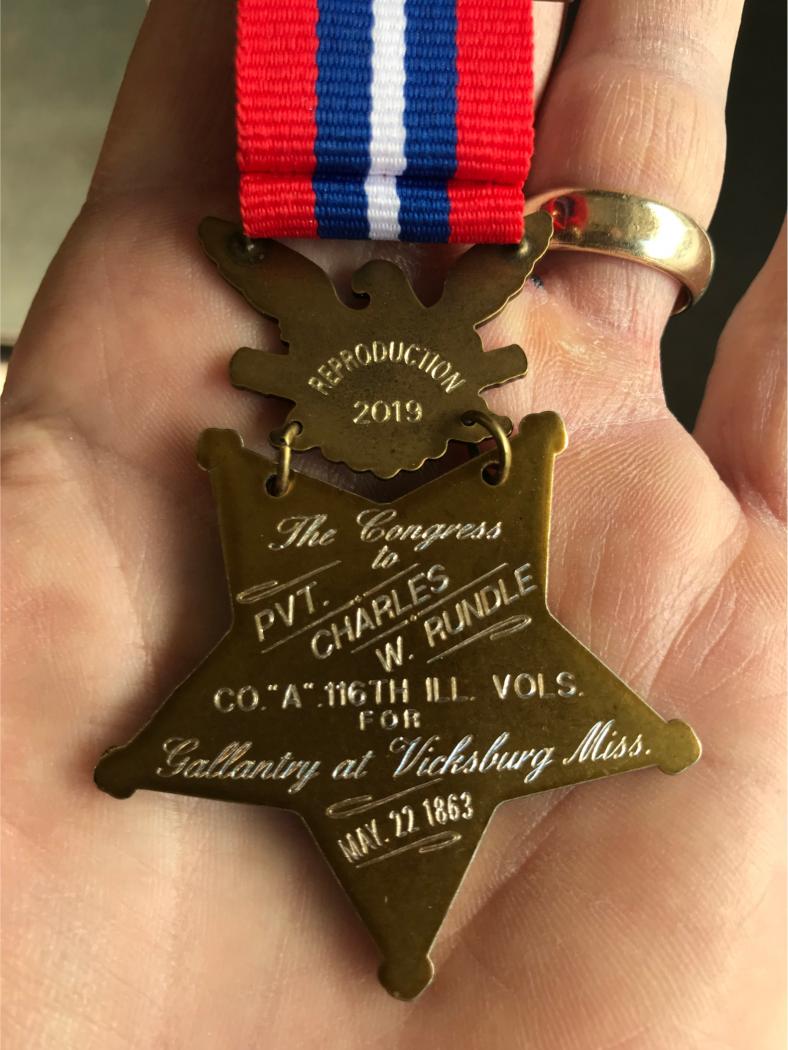 REPRODUCTION
2019
The Congress
to
PVT.
CHARLES
W. RUNDLE
CO."A".116TH ILL. VOLS.
FOR
Gallantry at Vicksburg Miss.
MAY. 22 1863